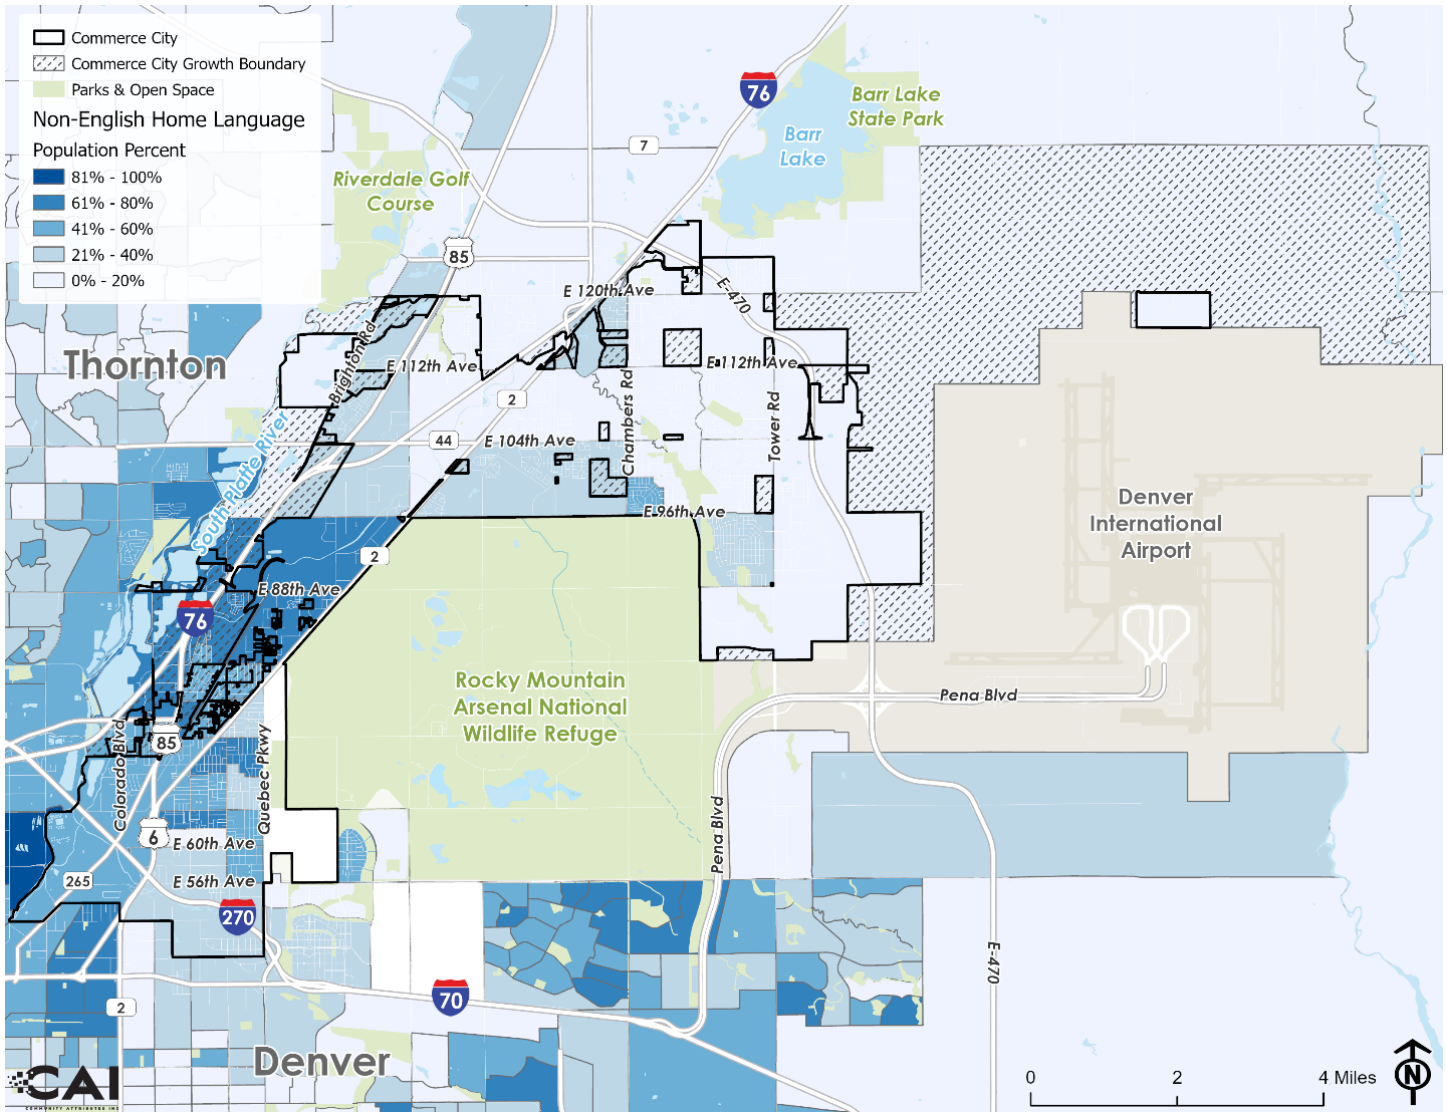 Commerce City
Commerce City Growth Boundary
Parks & Open Space
Non-English Home Language
Population Percent
81% - 100%
61% - 80%
41% - 60%
21% - 40%
0% - 20%
76
Barr Lake
State Park
Barr
Lake
7
Riverdale Golf
Course
85
E-470
E 120th Ave
Thornton
Brighton Rd
E 112th Ave
E 112th Ave
2
Chambers Rd
Tower Rd
44
E 104th Ave
South Platte River
E 96th Ave
Denver
International
Airport
2
E 88th Ave
76
Rocky Mountain
Arsenal National
Wildlife Refuge
Pena Blvd
Colorado Blvd
85
Quebec Pkwy
Pena Blvd
6
E 60th Ave
265
E 56th Ave
270
E-470
70
2
Denver
CAI
COMMUNITY ATTRIBUTES INC
0 2 4 Miles
N